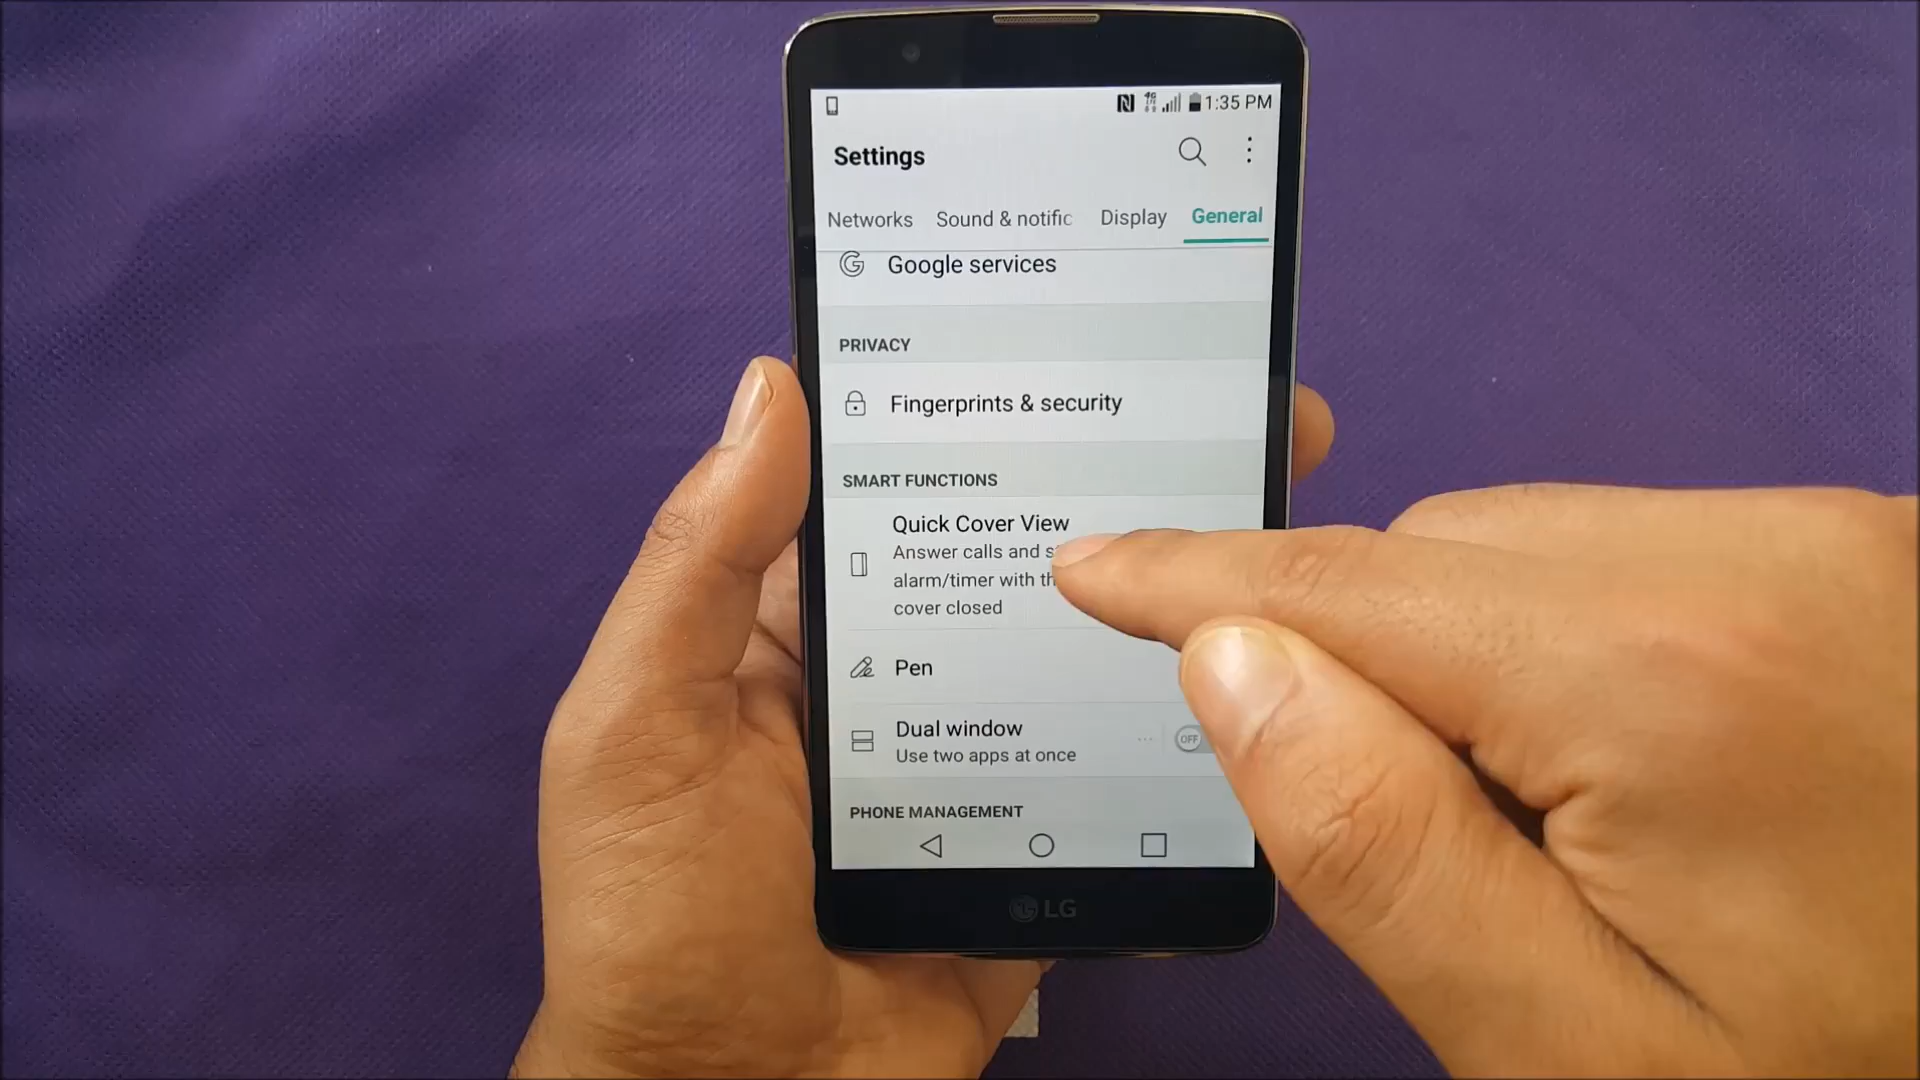 1:35 PM
Settings
Networks Sound & notific Display General
Google services
PRIVACY
Fingerprints & security
SMART FUNCTIONS
Quick Cover View
Answer calls and s
alarm/timer with th
cover closed
Pen
Dual window
Use two apps at once
OFF
PHONE MANAGEMENT
LG